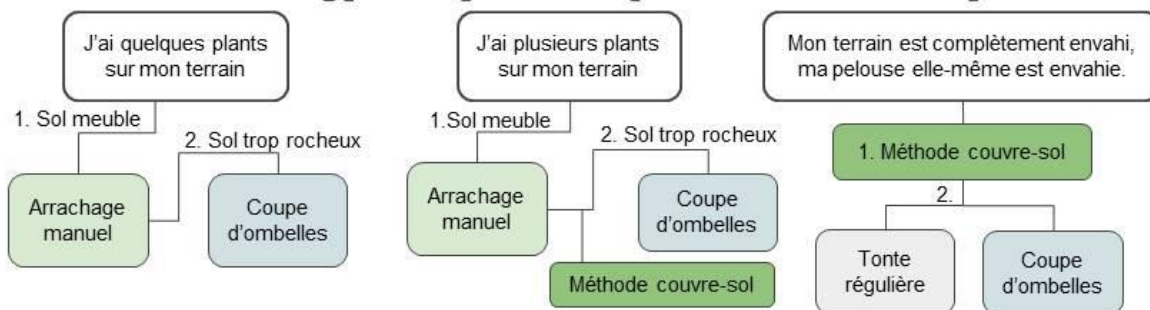 J'ai quelques plants
sur mon terrain
1. Sol meuble
2. Sol trop rocheux
Arrachage
manuel
Coupe
d'ombelles
J'ai plusieurs plants
sur mon terrain
1.Sol meuble
2. Sol trop rocheux
Arrachage
manuel
Coupe
d'ombelles
Méthode couvre-sol
Mon terrain est complètement envahi,
ma pelouse elle-même est envahie.
1. Méthode couvre-sol
2.
Tonte
régulière
Coupe
d'ombelles